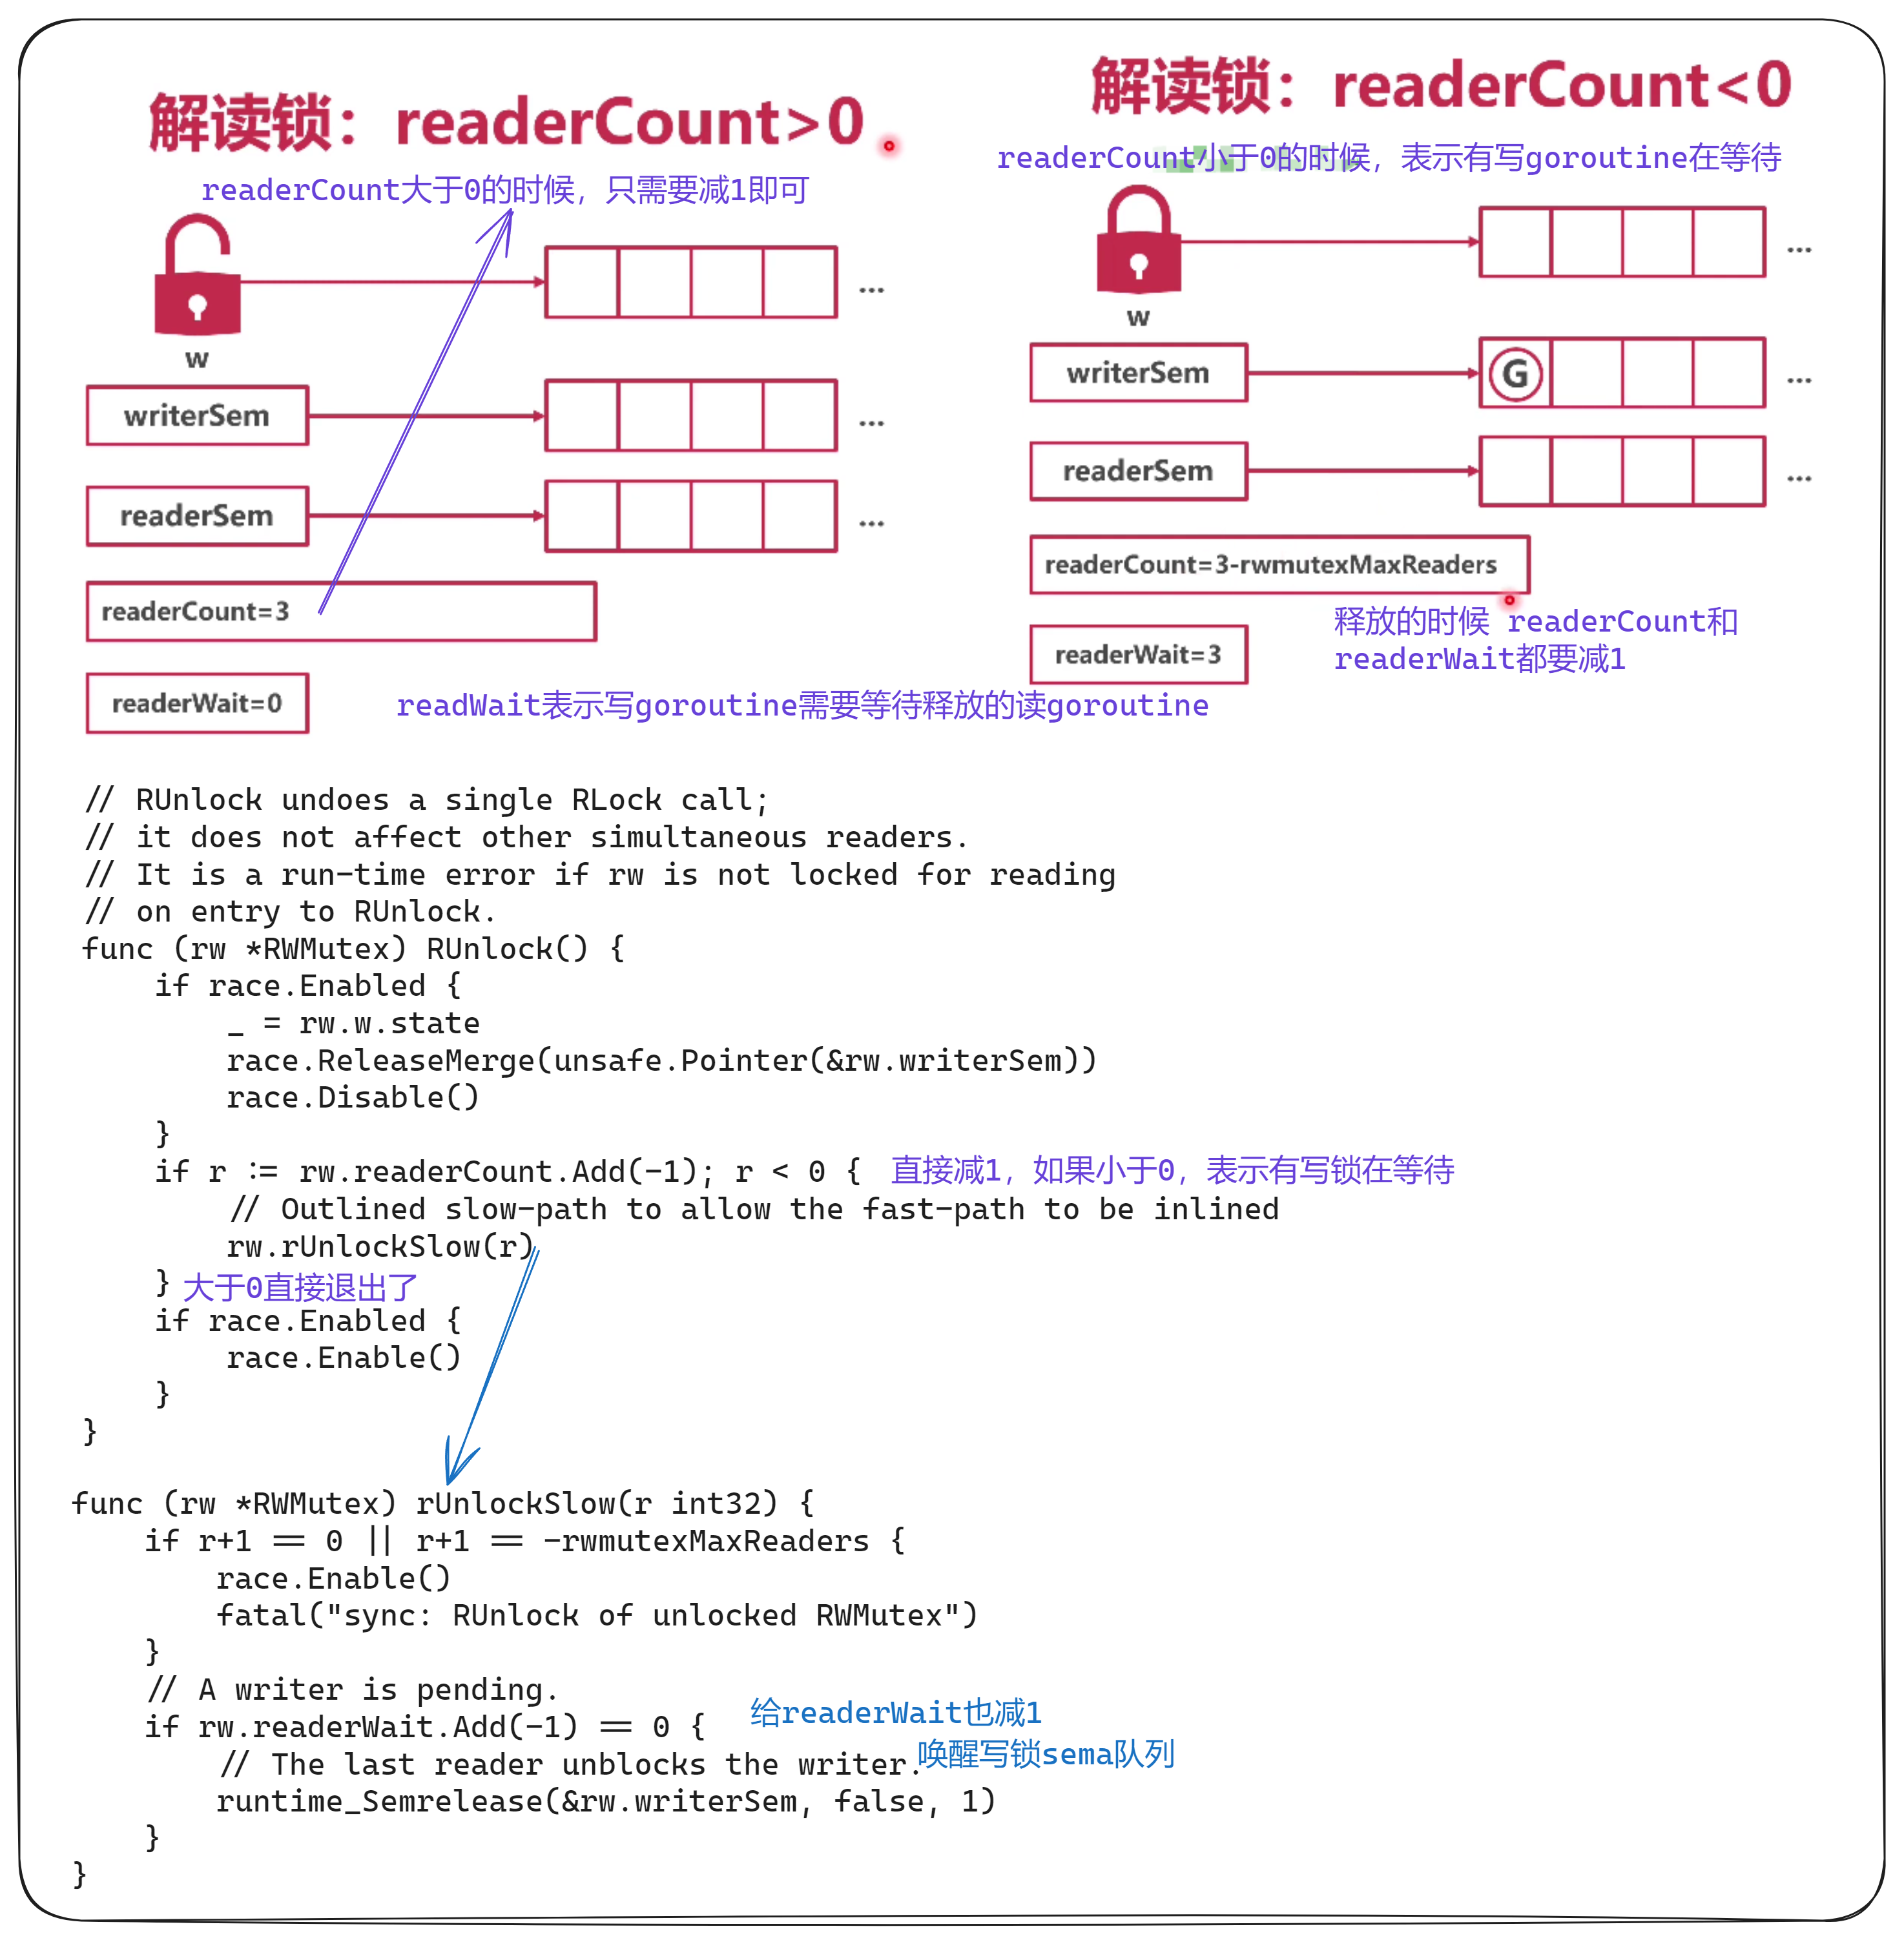 解读锁：readerCount>0
readerCount大于0的时候，只需要减1即可
...
w
writerSem
...
readerSem
...
readerCount=3
readerWait=0
readWait表示写goroutine需要等待释放的读goroutine
解读锁：readerCount<0
readerCount小于0的时候，表示有写goroutine在等待
...
w
writerSem
G
...
readerSem
...
readerCount=3-rwmutexMaxReaders
释放的时候 readerCount和
readerWait都要减1
readerWait=3
// RUnlock undoes a single RLock call;
// it does not affect other simultaneous readers.
// It is a run-time error if rw is not locked for reading
// on entry to RUnlock.
func (rw *RWMutex) RUnlock() {
if race.Enabled {
_ = rw.w.state
race.ReleaseMerge(unsafe.Pointer(&rw.writerSem))
race.Disable()
}
if r := rw.readerCount.Add(-1); r < 0 { 直接减1，如果小于0，表示有写锁在等待
// Outlined slow-path to allow the fast-path to be inlined
rw.rUnlockSlow(r)
} 大于0直接退出了
if race.Enabled {
race.Enable()
}
}
func (rw *RWMutex) rUnlockSlow(r int32) {
if r+1 == 0 || r+1 == -rwmutexMaxReaders {
race.Enable()
fatal("sync: RUnlock of unlocked RWMutex")
}
// A writer is pending.
if rw.readerWait.Add(-1) == 0 { 给readerWait也减1
// The last reader unblocks the writer. 唤醒写锁sema队列
runtime_Semrelease(&rw.writerSem, false, 1)
}
}